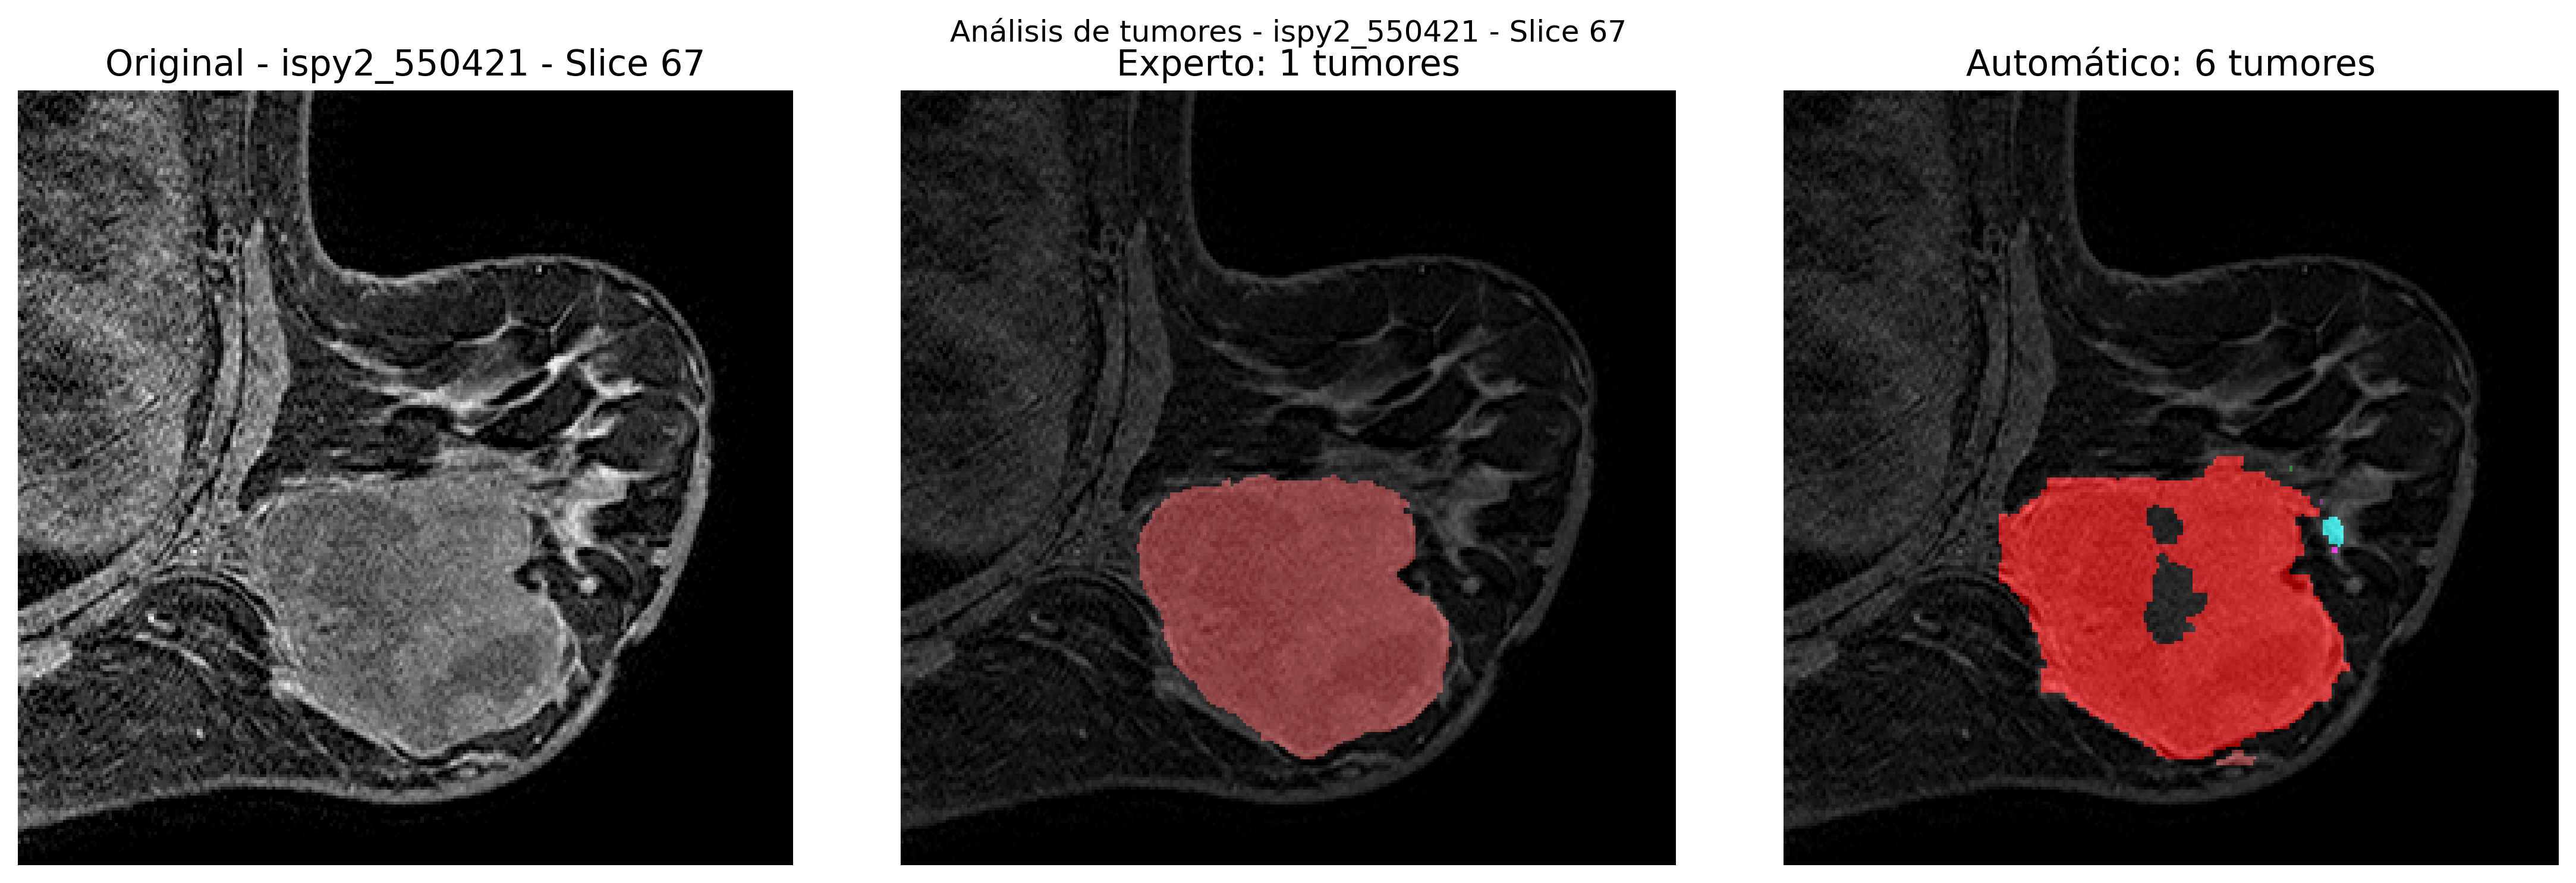 Análisis de tumores - ispy2_550421 - Slice 67
Original - ispy2_550421 - Slice 67
Experto: 1 tumores
Automático: 6 tumores